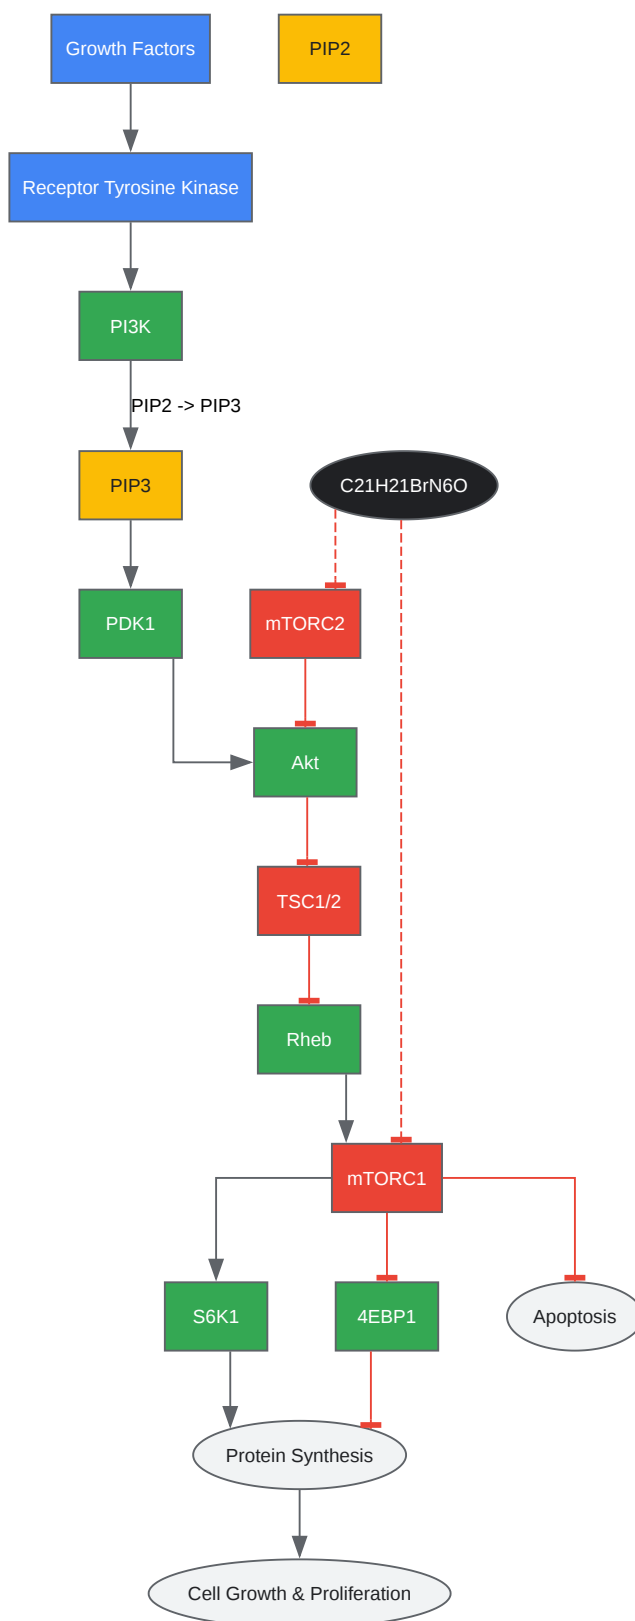 Growth Factors
PIP2
Receptor Tyrosine Kinase
PI3K
PIP2 -> PIP3
PIP3
C21H21BrN6O
PDK1
mTORC2
Akt
TSC1/2
Rheb
mTORC1
S6K1
4EBP1
Apoptosis
Protein Synthesis
Cell Growth & Proliferation